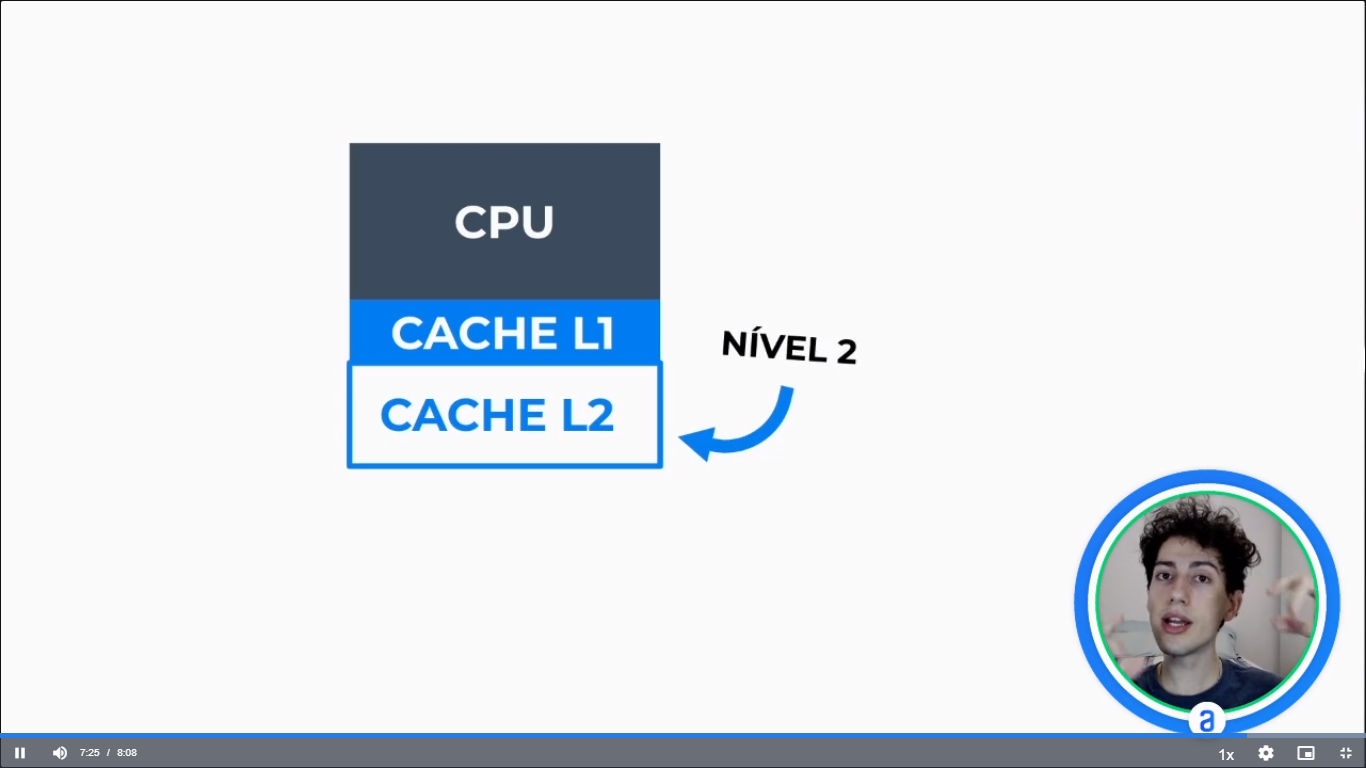 CPU
CACHE L1
NÍVEL 2
CACHE L2
a
7:25 / 8:08
1x